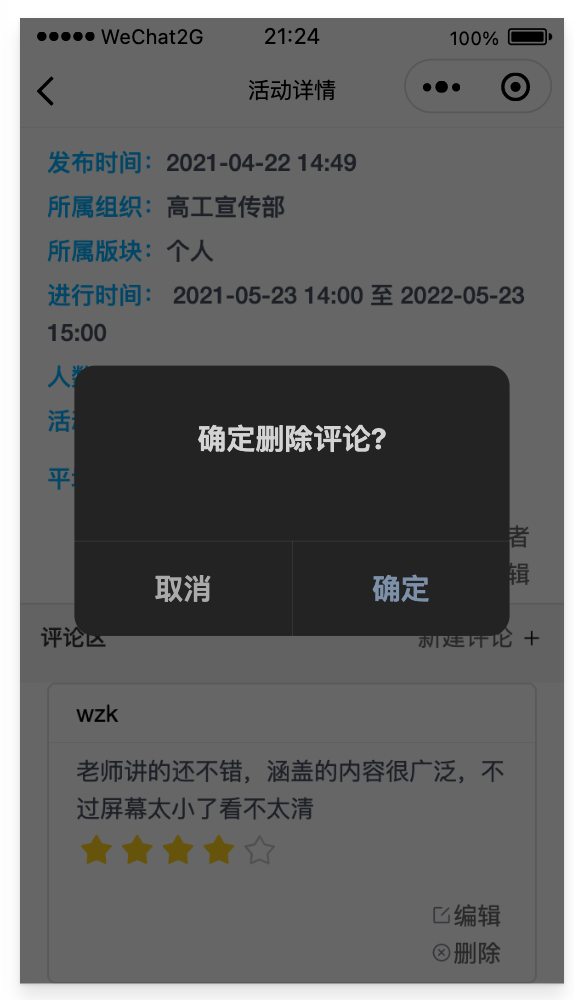 WeChat2G 21:24 100%
活动详情
发布时间： 2021-04-22 14:49
所属组织： 高工宣传部
所属版块： 个人
进行时间： 2021-05-23 14:00 至 2022-05-23
15:00
人
确定删除评论?
活
平
者
辑
取消 确定
评论区 新建评论 +
wzk
老师讲的还不错，涵盖的内容很广泛，不
过屏幕太小了看不太清
编辑
删除